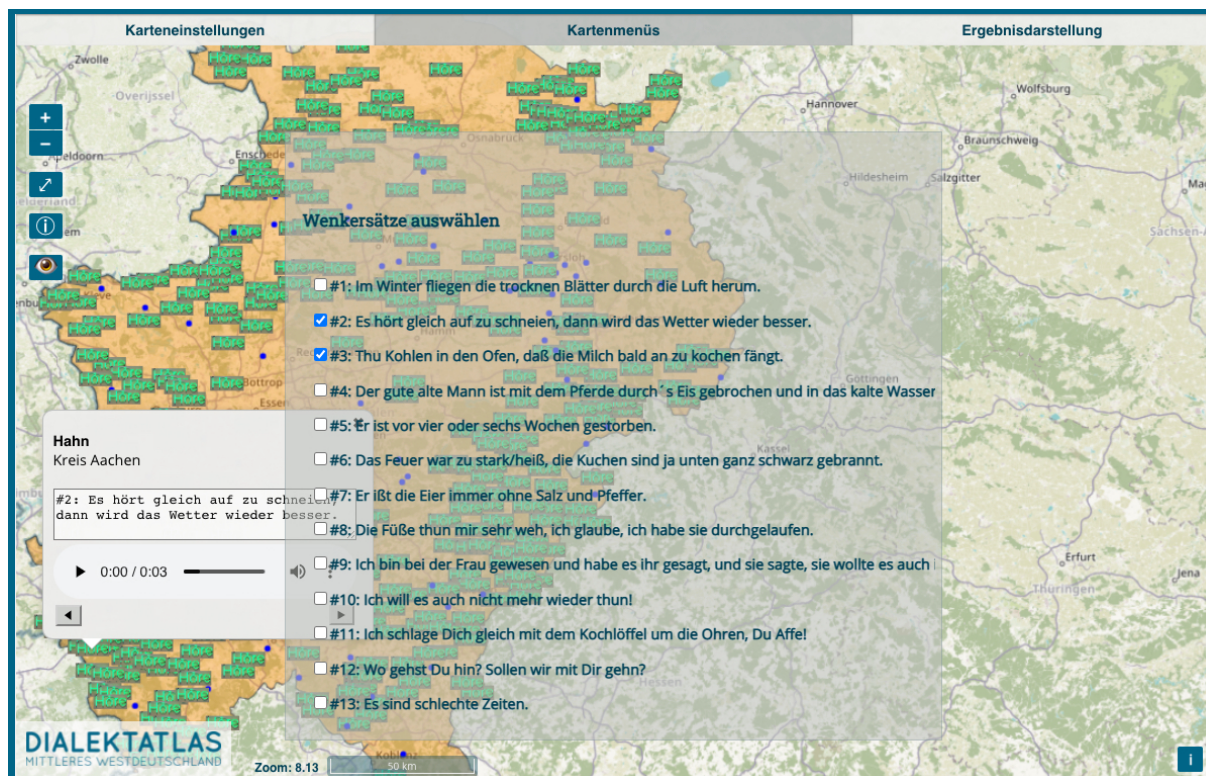 Karteneinstellungen
Kartenmenüs
Ergebnisdarstellung
Zwolle
Overijssel
Hannover
Wolfsburg
Braunschweig
Osnabrück
Enschede
Apeldoorn
Hildesheim
Salzgitter
Höre
+
−
Wenkersätze auswählen
#1: Im Winter fliegen die trocknen Blätter durch die Luft herum.
#2: Es hört gleich auf zu schneien, dann wird das Wetter wieder besser.
#3: Thu Kohlen in den Ofen, daß die Milch bald an zu kochen fängt.
#4: Der gute alte Mann ist mit dem Pferde durch´s Eis gebrochen und in das kalte Wasser
#5: Er ist vor vier oder sechs Wochen gestorben.
#6: Das Feuer war zu stark/heiß, die Kuchen sind ja unten ganz schwarz gebrannt.
#7: Er ißt die Eier immer ohne Salz und Pfeffer.
#8: Die Füße thun mir sehr weh, ich glaube, ich habe sie durchgelaufen.
#9: Ich bin bei der Frau gewesen und habe es ihr gesagt, und sie sagte, sie wollte es auch
#10: Ich will es auch nicht mehr wieder thun!
#11: Ich schlage Dich gleich mit dem Kochlöffel um die Ohren, Du Affe!
#12: Wo gehst Du hin? Sollen wir mit Dir gehn?
#13: Es sind schlechte Zeiten.
Kleve
Hamm
Bottrop
Essen
Göttingen
Kassel
Erfurt
Jena
Thüringen
Hessen
Hahn
Kreis Aachen
#2: Es hört gleich auf zu schneien,
dann wird das Wetter wieder besser.
0:00 / 0:03
DIALEKTATLAS
MITTLERES WESTDEUTSCHLAND
Koblenz
Zoom: 8.13
50 km
i